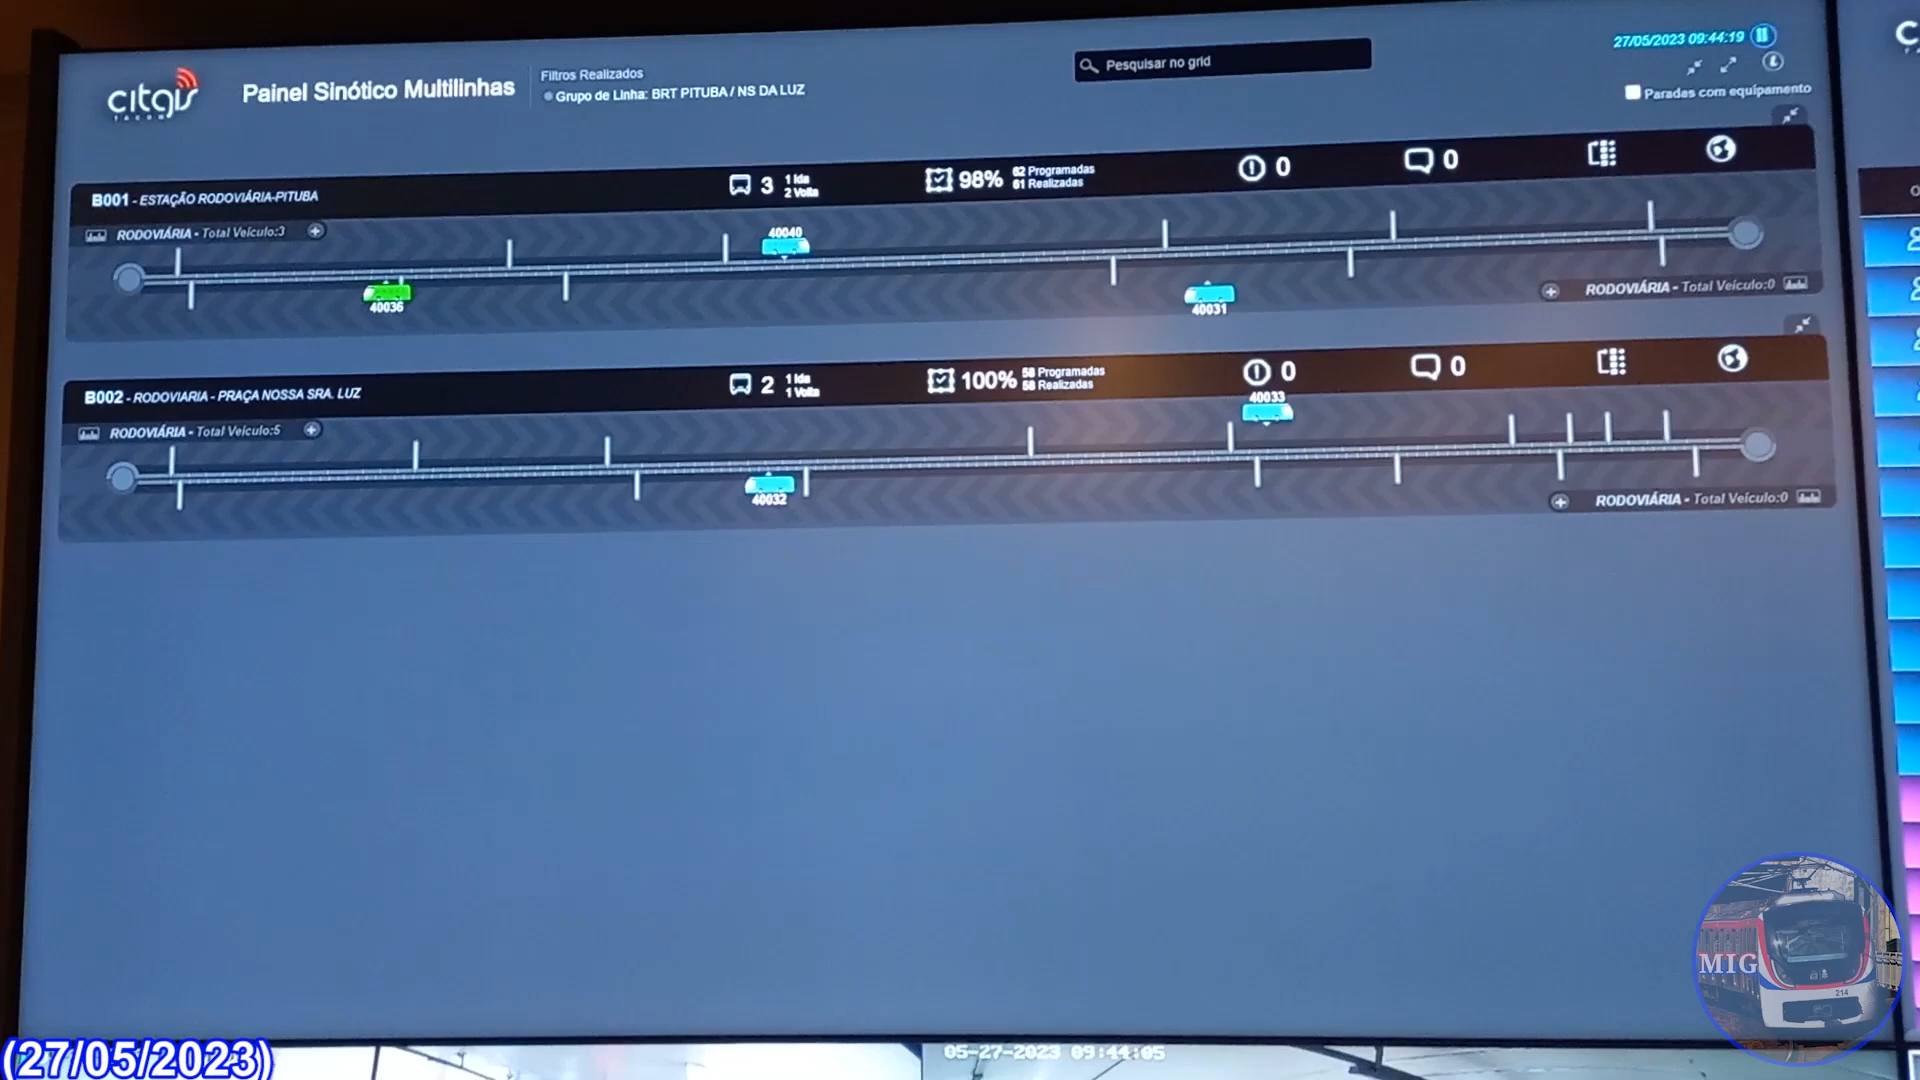 citgis
TACOM
Painel Sinótico Multilinhas
Filtros Realizados
Grupo de Linha: BRT PITUBA / NS DA LUZ
Pesquisar no grid
27/05/2023 09:44:19
Paradas com equipamento
B001 - ESTAÇÃO RODOVIÁRIA-PITUBA
3
1 Ida
2 Volta
98%
62 Programadas
61 Realizadas
0
0
RODOVIÁRIA - Total Veículo:3
40040
40036
40031
RODOVIÁRIA - Total Veículo:0
B002 - RODOVIARIA - PRAÇA NOSSA SRA. LUZ
2
1 Ida
1 Volta
100%
58 Programadas
58 Realizadas
0
0
RODOVIÁRIA - Total Veículo:5
40033
40032
RODOVIÁRIA - Total Veículo:0
MIG
214
(27/05/2023)
05-27-2023 09:44:05